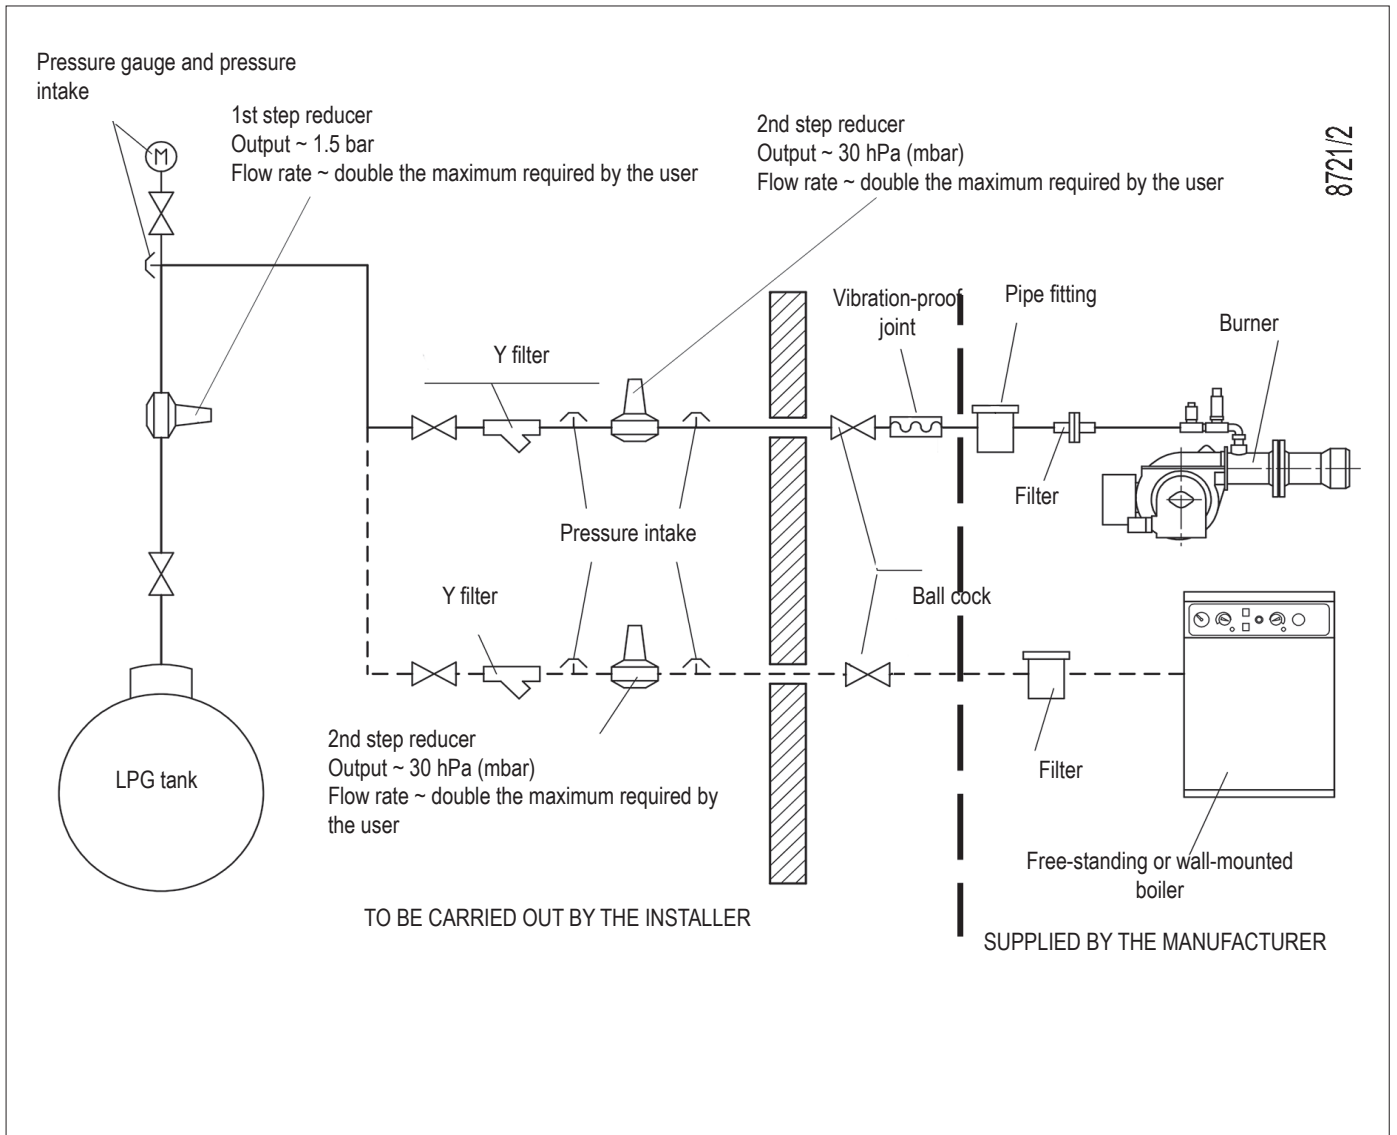 Pressure gauge and pressure
intake
1st step reducer
Output ~ 1.5 bar
Flow rate ~ double the maximum required by the user
2nd step reducer
Output ~ 30 hPa (mbar)
Flow rate ~ double the maximum required by the user
8721/2
M
Vibration-proof
joint
Pipe fitting
Burner
Y filter
Filter
Pressure intake
Y filter
Ball cock
2nd step reducer
Output ~ 30 hPa (mbar)
Flow rate ~ double the maximum required by
the user
LPG tank
Filter
Free-standing or wall-mounted
boiler
TO BE CARRIED OUT BY THE INSTALLER
SUPPLIED BY THE MANUFACTURER